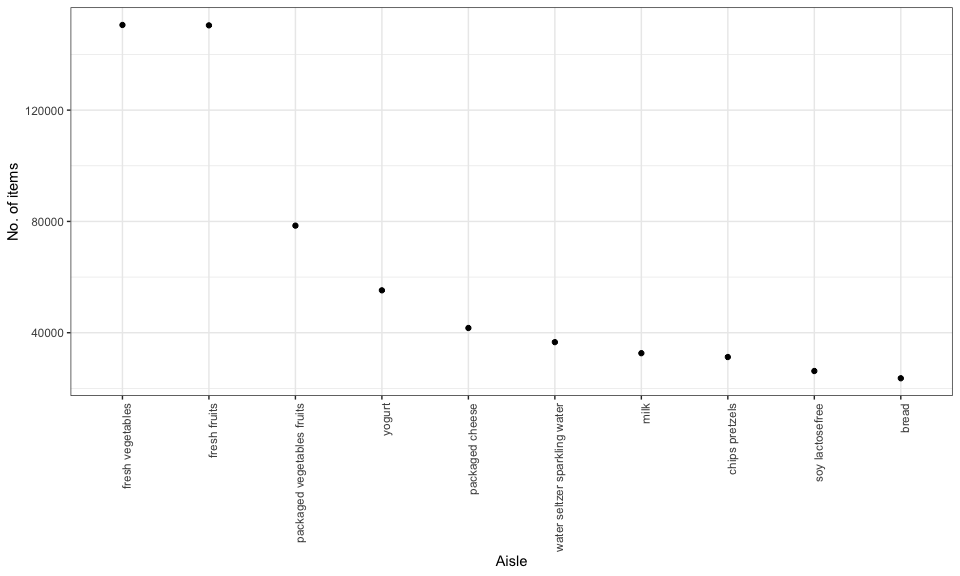 No. of items
120000
80000
40000
fresh vegetables
fresh fruits
packaged vegetables fruits
yogurt
packaged cheese
water seltzer sparkling water
milk
chips pretzels
soy lactosefree
bread
Aisle